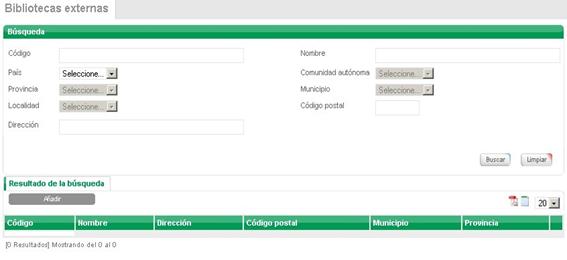 Bibliotecas externas
Búsqueda
Código Nombre
País Seleccione... Comunidad autónoma Seleccione...
Provincia Seleccione... Municipio Seleccione...
Localidad Seleccione... Código postal
Dirección
Buscar Limpiar
Resultado de la búsqueda
Añadir 20
Código Nombre Dirección Código postal Municipio Provincia
[0 Resultados] Mostrando del 0 al 0